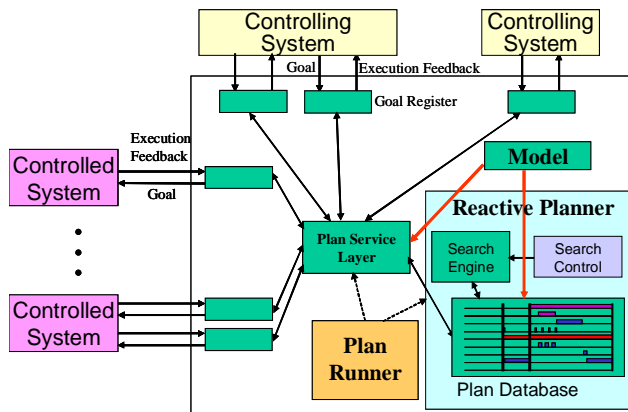 Controlling
System
Controlling
System
Goal
Execution Feedback
Goal Register
Execution
Feedback
Controlled
System
Goal
Model
Reactive Planner
Plan Service
Layer
Search
Engine
Search
Control
Controlled
System
Plan
Runner
Plan Database